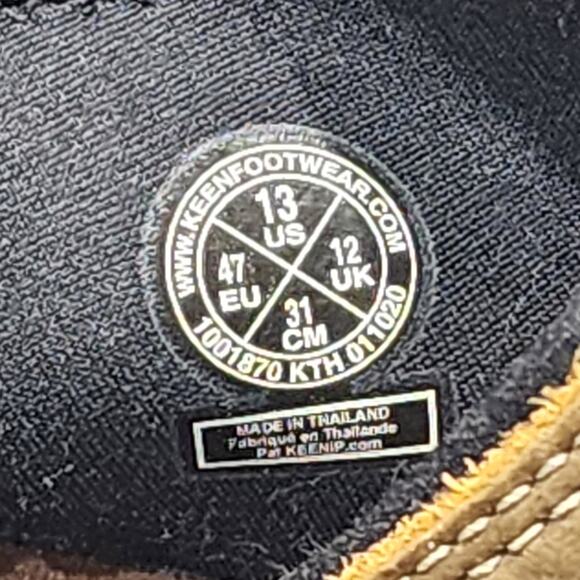 WWW.KEENFOOTWEAR.COM
13
US
47
EU
12
UK
31
CM
1001870 KTH 011020
MADE IN THAILAND
Fabriqué en Thaïlande
Pat KEENIP.com